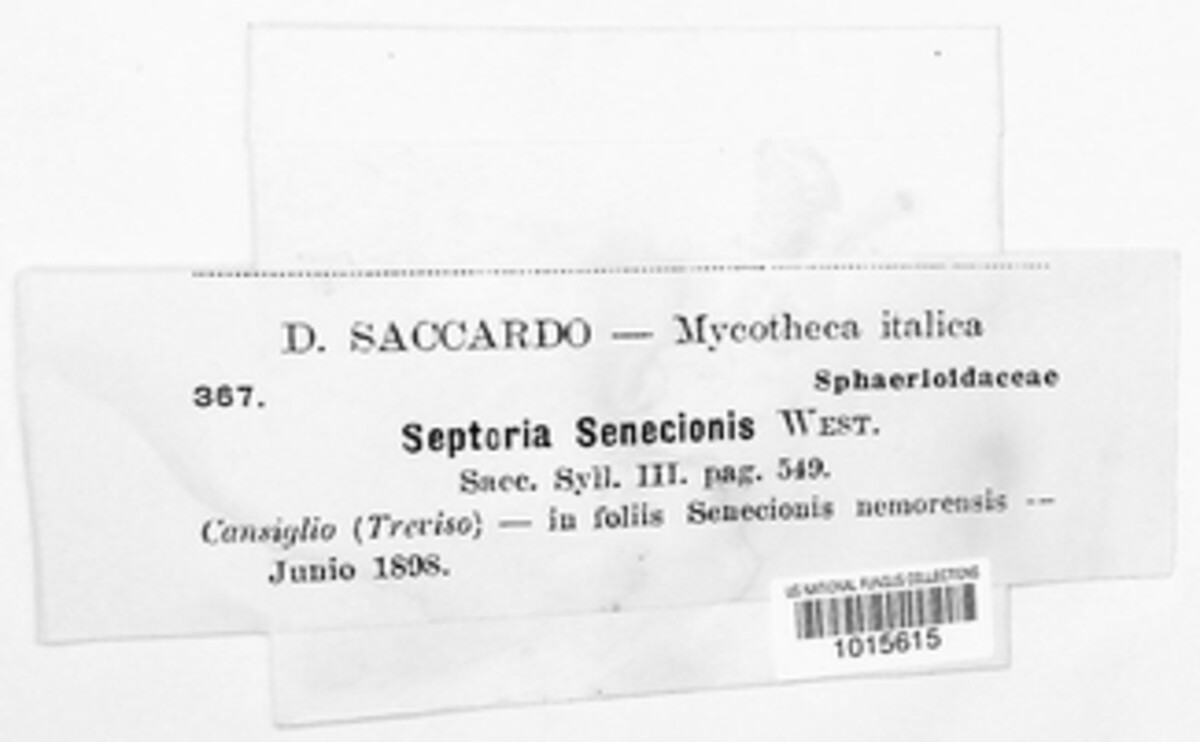 D. SACCARDO — Mycotheca italica
367. Sphaerioidaceae
Septoria Senecionis WEST.
Sacc. Syll. III. pag. 549.
Cansiglio (Treviso) — in foliis Senecionis nemorensis —
Junio 1898.
US NATIONAL FUNGUS COLLECTIONS
1015615